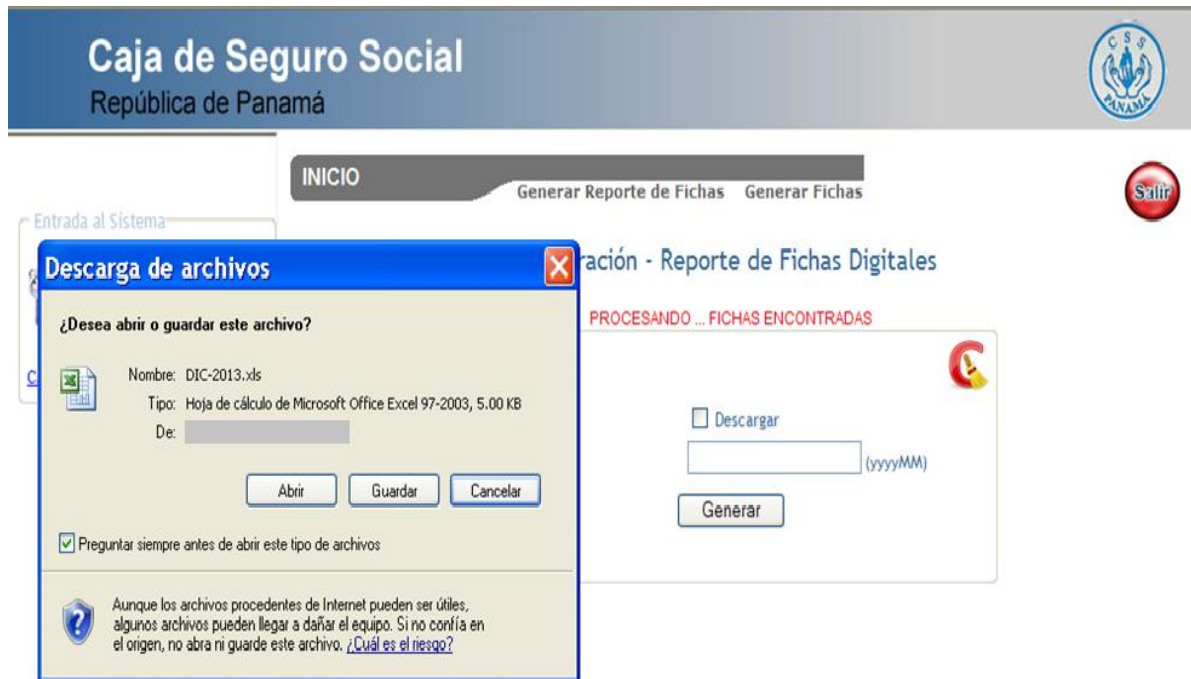 Caja de Seguro Social
República de Panamá
CSS
PANAMÁ
INICIO
Generar Reporte de Fichas Generar Fichas
Salir
Entrada al Sistema
ración - Reporte de Fichas Digitales
PROCESANDO ... FICHAS ENCONTRADAS
Descargar
(yyyyMM)
Generar
Descarga de archivos
¿Desea abrir o guardar este archivo?
Nombre: DIC-2013.xls
Tipo: Hoja de cálculo de Microsoft Office Excel 97-2003, 5.00 KB
De:
Abrir Guardar Cancelar
Preguntar siempre antes de abrir este tipo de archivos
Aunque los archivos procedentes de Internet pueden ser útiles,
algunos archivos pueden llegar a dañar el equipo. Si no confía en
el origen, no abra ni guarde este archivo. ¿Cuál es el riesgo?